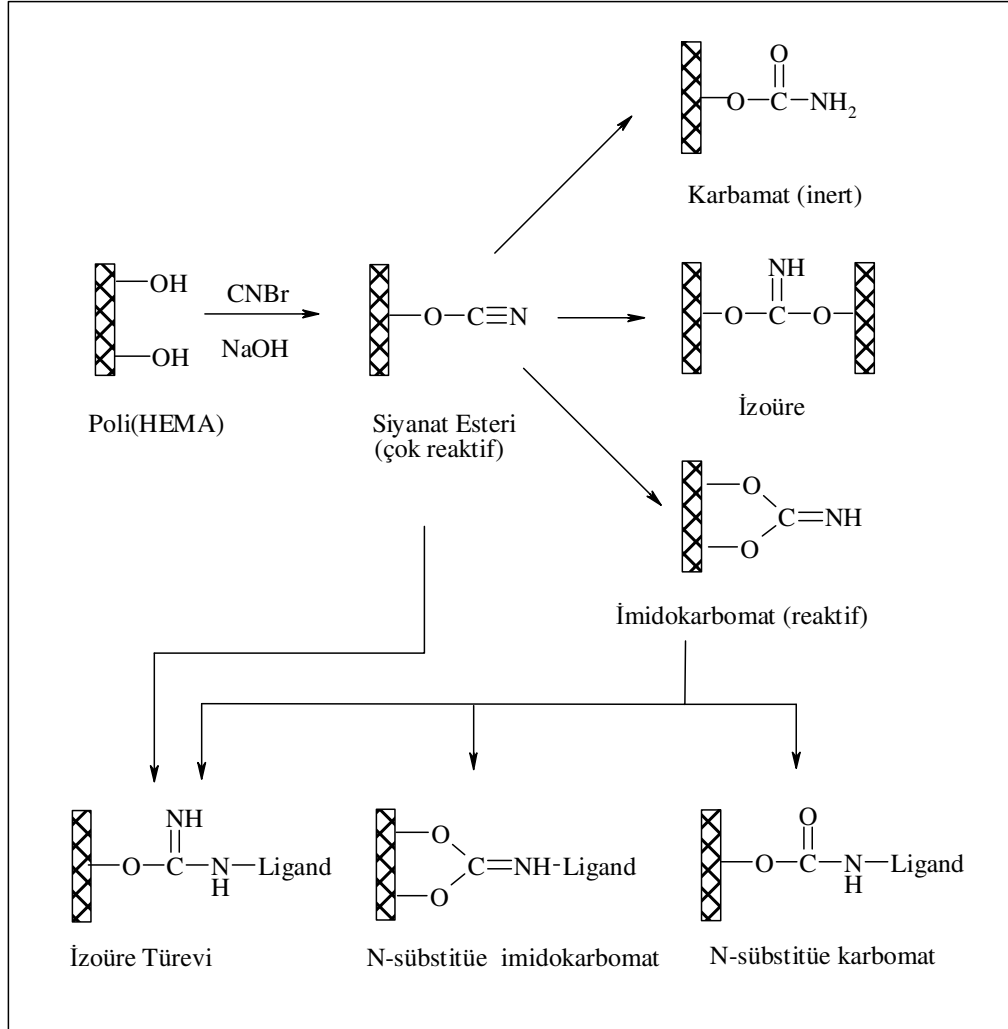 O
O—C—NH2
Karbamat (inert)
OH
OH
CNBr
NaOH
Poli(HEMA)
O—C≡N
Siyanat Esteri
(çok reaktif)
NH
O—C—O
İzoüre
O
C=NH
O
İmidokarbomat (reaktif)
NH
O—C—N—Ligand
H
İzoüre Türevi
O
C=NH-Ligand
O
N-sübstitüe imidokarbomat
O
O—C—N—Ligand
H
N-sübstitüe karbomat